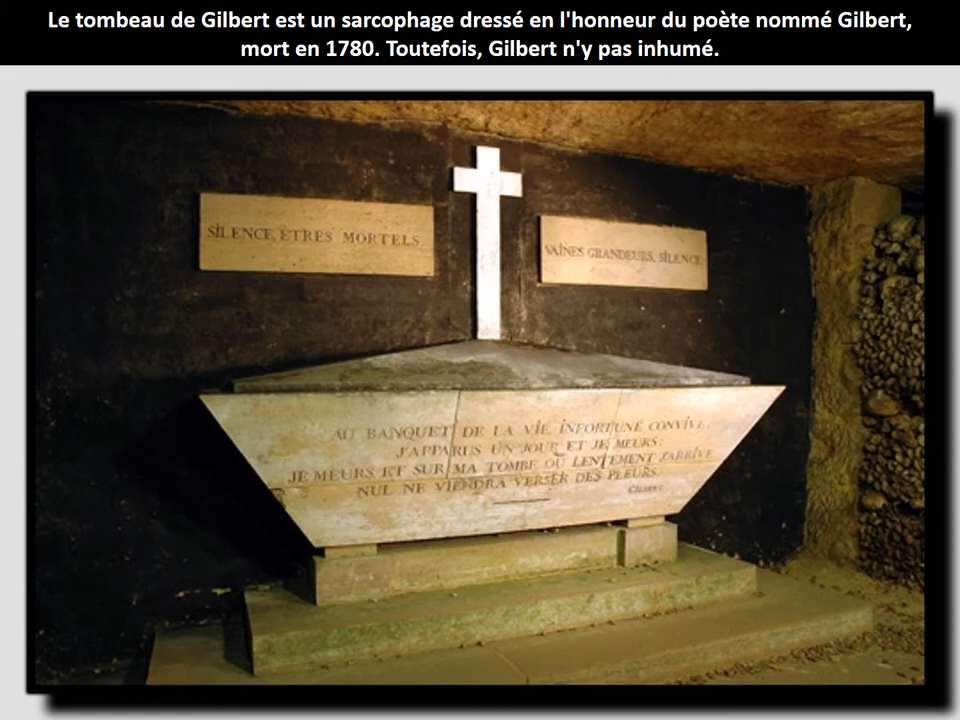 Le tombeau de Gilbert est un sarcophage dressé en l'honneur du poète nommé Gilbert,
mort en 1780. Toutefois, Gilbert n'y pas inhumé.
SILENCE, ÊTRES MORTELS
VAINES GRANDEURS, SILENCE
AU BANQUET DE LA VIE, INFORTUNÉ CONVIVE,
J'APPARUS UN JOUR ET JE MEURS:
JE MEURS ET SUR MA TOMBE OÙ LENTEMENT J'ARRIVE
NUL NE VIENDRA VERSER DES PLEURS.
GILBERT